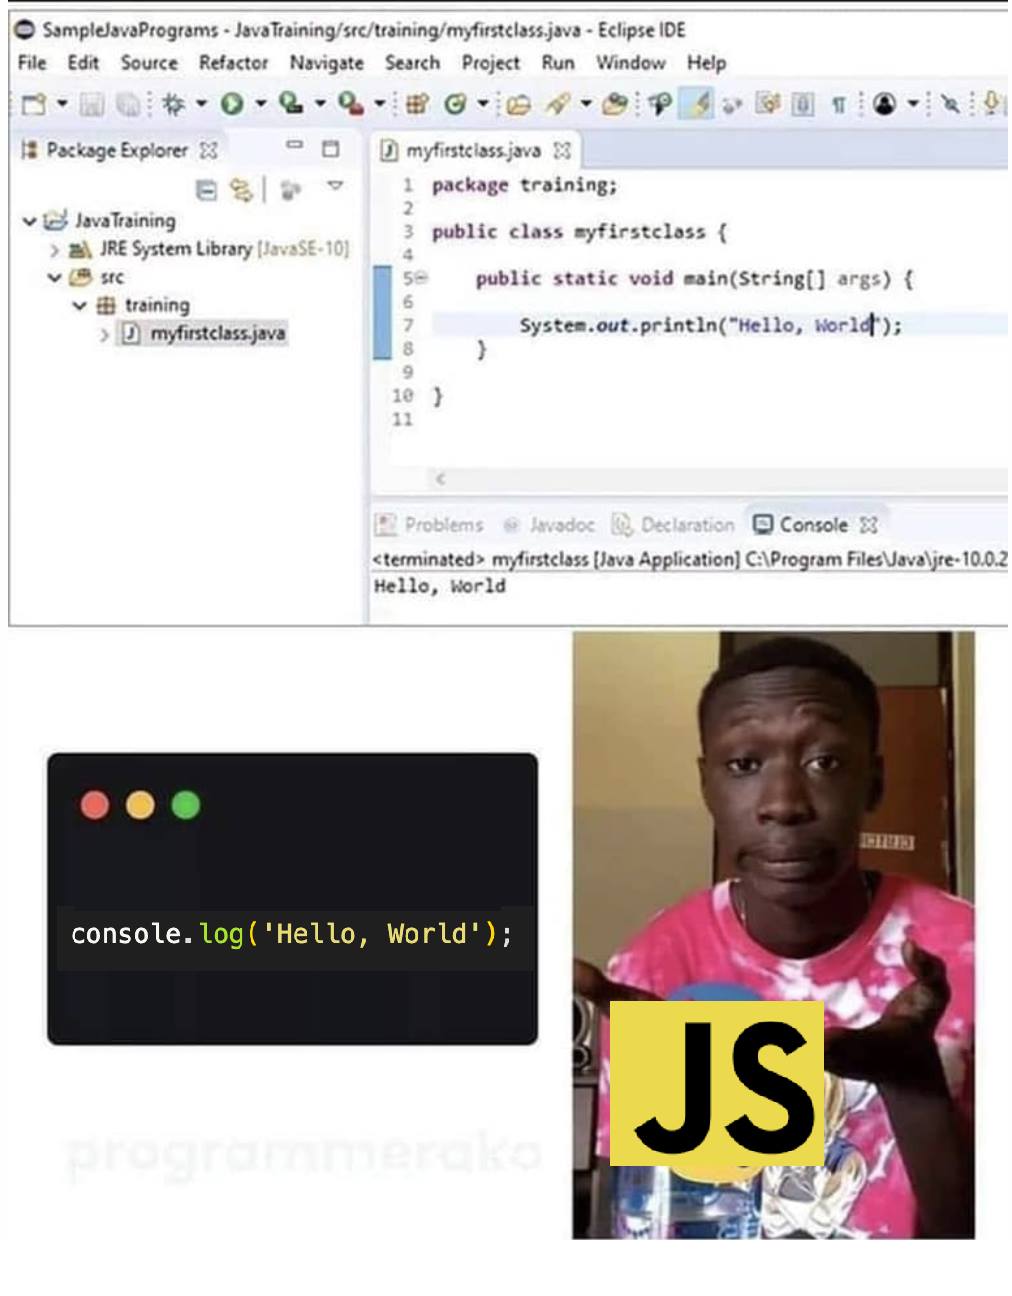 SampleJavaPrograms - JavaTraining/src/training/myfirstclass.java - Eclipse IDE
File Edit Source Refactor Navigate Search Project Run Window Help
Package Explorer
JavaTraining
JRE System Library [JavaSE-10]
src
training
myfirstclass.java
myfirstclass.java
1 package training;
2
3 public class myfirstclass {
4
5 public static void main(String[] args) {
6
7 System.out.println("Hello, World");
8 }
9
10 }
11
Problems Javadoc Declaration Console
<terminated> myfirstclass [Java Application] C:\Program Files\Java\jre-10.0.2
Hello, World
console.log('Hello, World');
JS
programmerako